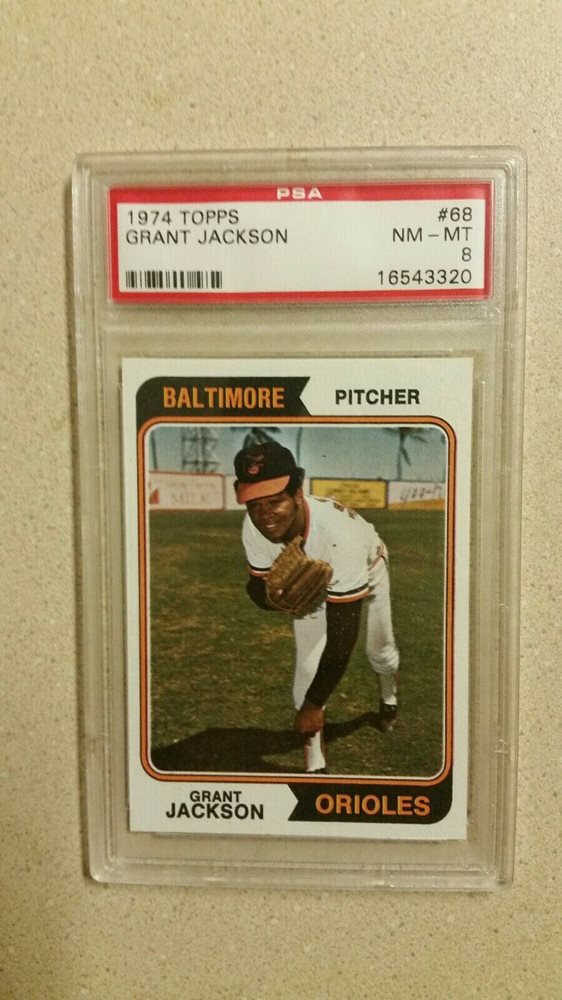 PSA
1974 TOPPS #68
GRANT JACKSON NM - MT
8
16543320
BALTIMORE PITCHER
GRANT
JACKSON
ORIOLES